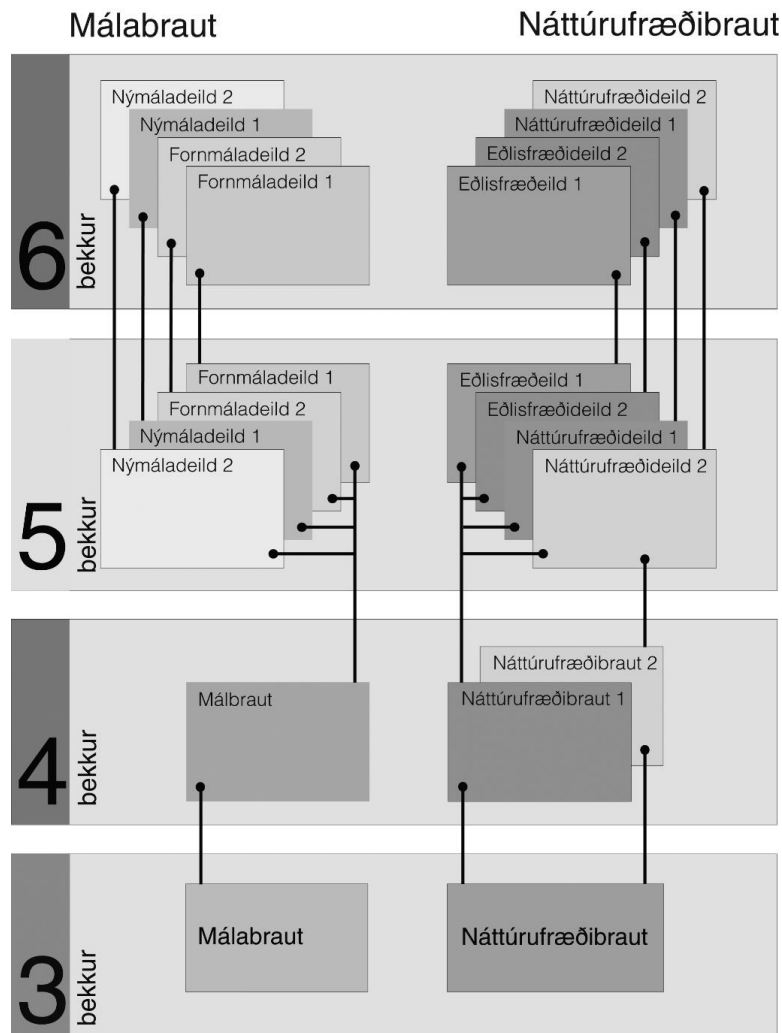 Málabraut
Náttúrufræðibraut
6
bekkur
Nýmáladeild 2
Nýmáladeild 1
Fornmáladeild 2
Fornmáladeild 1
Náttúrufræðideild 2
Náttúrufræðideild 1
Eðlisfræðideild 2
Eðlisfræðeild 1
5
bekkur
Fornmáladeild 1
Fornmáladeild 2
Nýmáladeild 1
Nýmáladeild 2
Eðlisfræðeild 1
Eðlisfræðideild 2
Náttúrufræðideild 1
Náttúrufræðideild 2
4
bekkur
Málbraut
Náttúrufræðibraut 2
Náttúrufræðibraut 1
3
bekkur
Málabraut
Náttúrufræðibraut